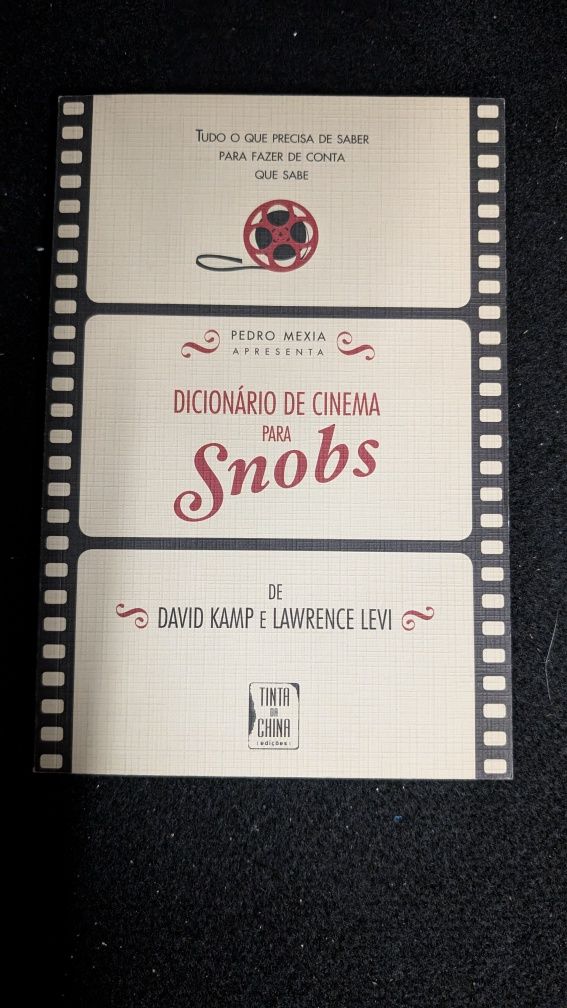 TUDO O QUE PRECISA DE SABER
PARA FAZER DE CONTA
QUE SABE
PEDRO MEXIA
APRESENTA
DICIONÁRIO DE CINEMA
PARA
Snobs
DE
DAVID KAMP E LAWRENCE LEVI
TINTA
DA
CHINA
|edições|